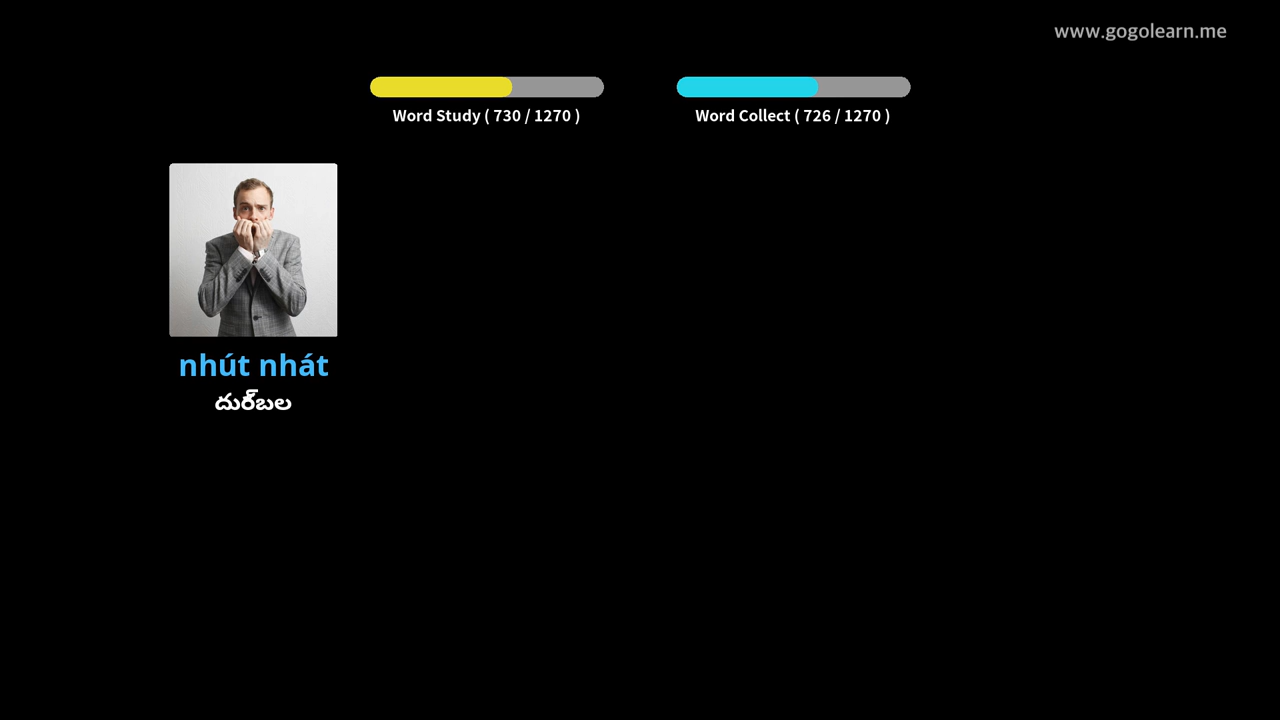 www.gogolearn.me
Word Study ( 730 / 1270 )
Word Collect ( 726 / 1270 )
nhút nhát
దుర్‍బల